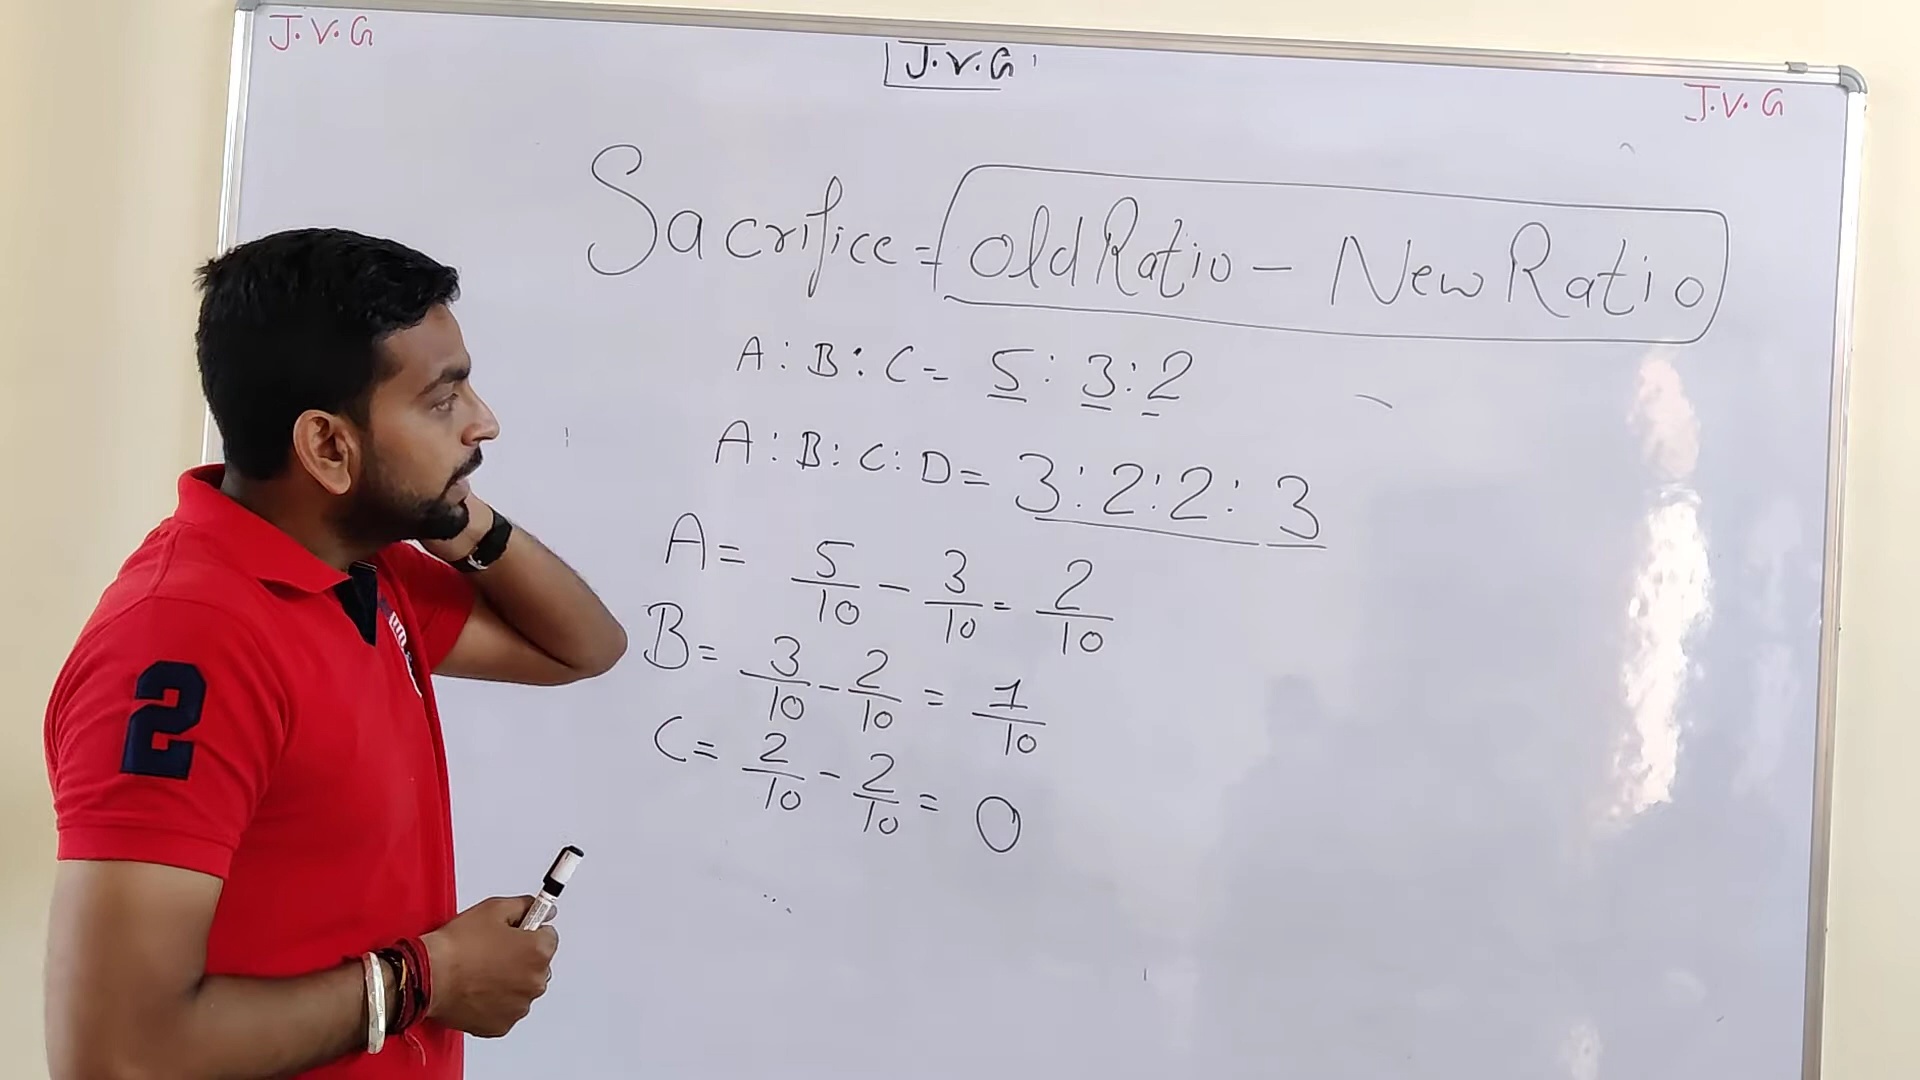 J.V.G
J.V.G
J.V.G
Sacrifice = Old Ratio - New Ratio
A : B : C = 5 : 3 : 2
A : B : C : D = 3 : 2 : 2 : 3
A = 5/10 - 3/10 = 2/10
B = 3/10 - 2/10 = 1/10
C = 2/10 - 2/10 = 0
2